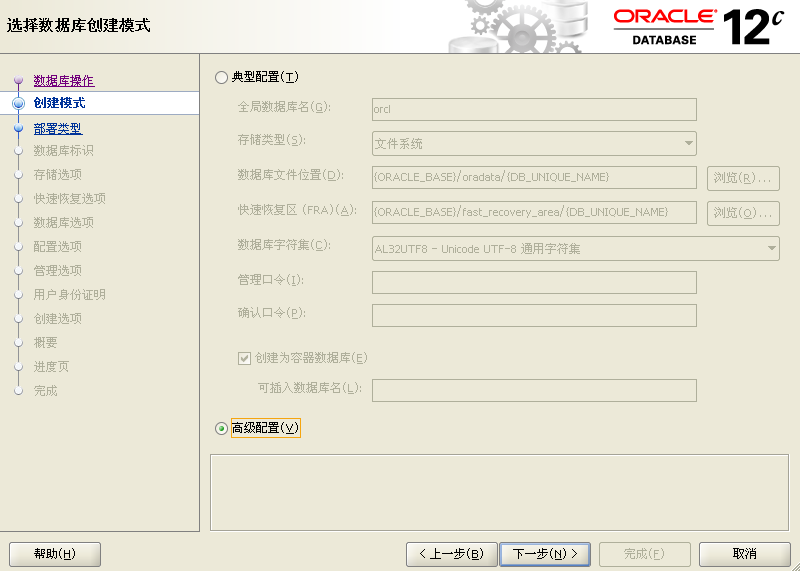 选择数据库创建模式
ORACLE®
DATABASE
12c
数据库操作
创建模式
部署类型
数据库标识
存储选项
快速恢复选项
数据库选项
配置选项
管理选项
用户身份证明
创建选项
概要
进度页
完成
典型配置(T)
全局数据库名(G): orcl
存储类型(S): 文件系统
数据库文件位置(D): {ORACLE_BASE}/oradata/{DB_UNIQUE_NAME} 浏览(R)...
快速恢复区 (FRA)(A): {ORACLE_BASE}/fast_recovery_area/{DB_UNIQUE_NAME} 浏览(O)...
数据库字符集(C): AL32UTF8 - Unicode UTF-8 通用字符集
管理口令(I):
确认口令(P):
创建为容器数据库(E)
可插入数据库名(L):
高级配置(V)
帮助(H) < 上一步(B) 下一步(N) > 完成(F) 取消